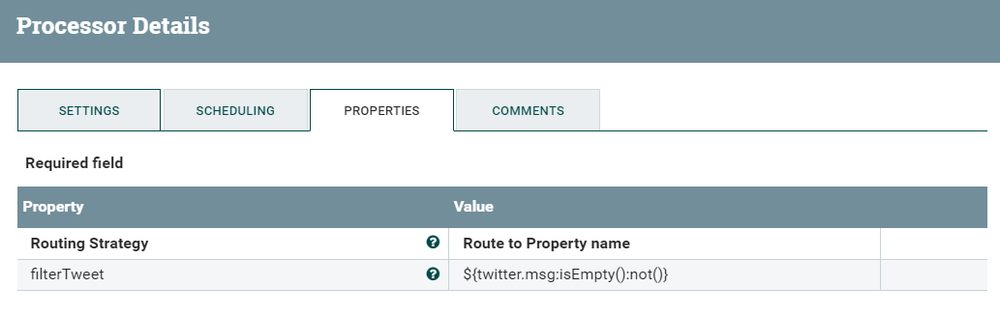 Processor Details
SETTINGS SCHEDULING PROPERTIES COMMENTS
Required field
Property Value
Routing Strategy ? Route to Property name
filterTweet ? ${twitter.msg:isEmpty():not()}